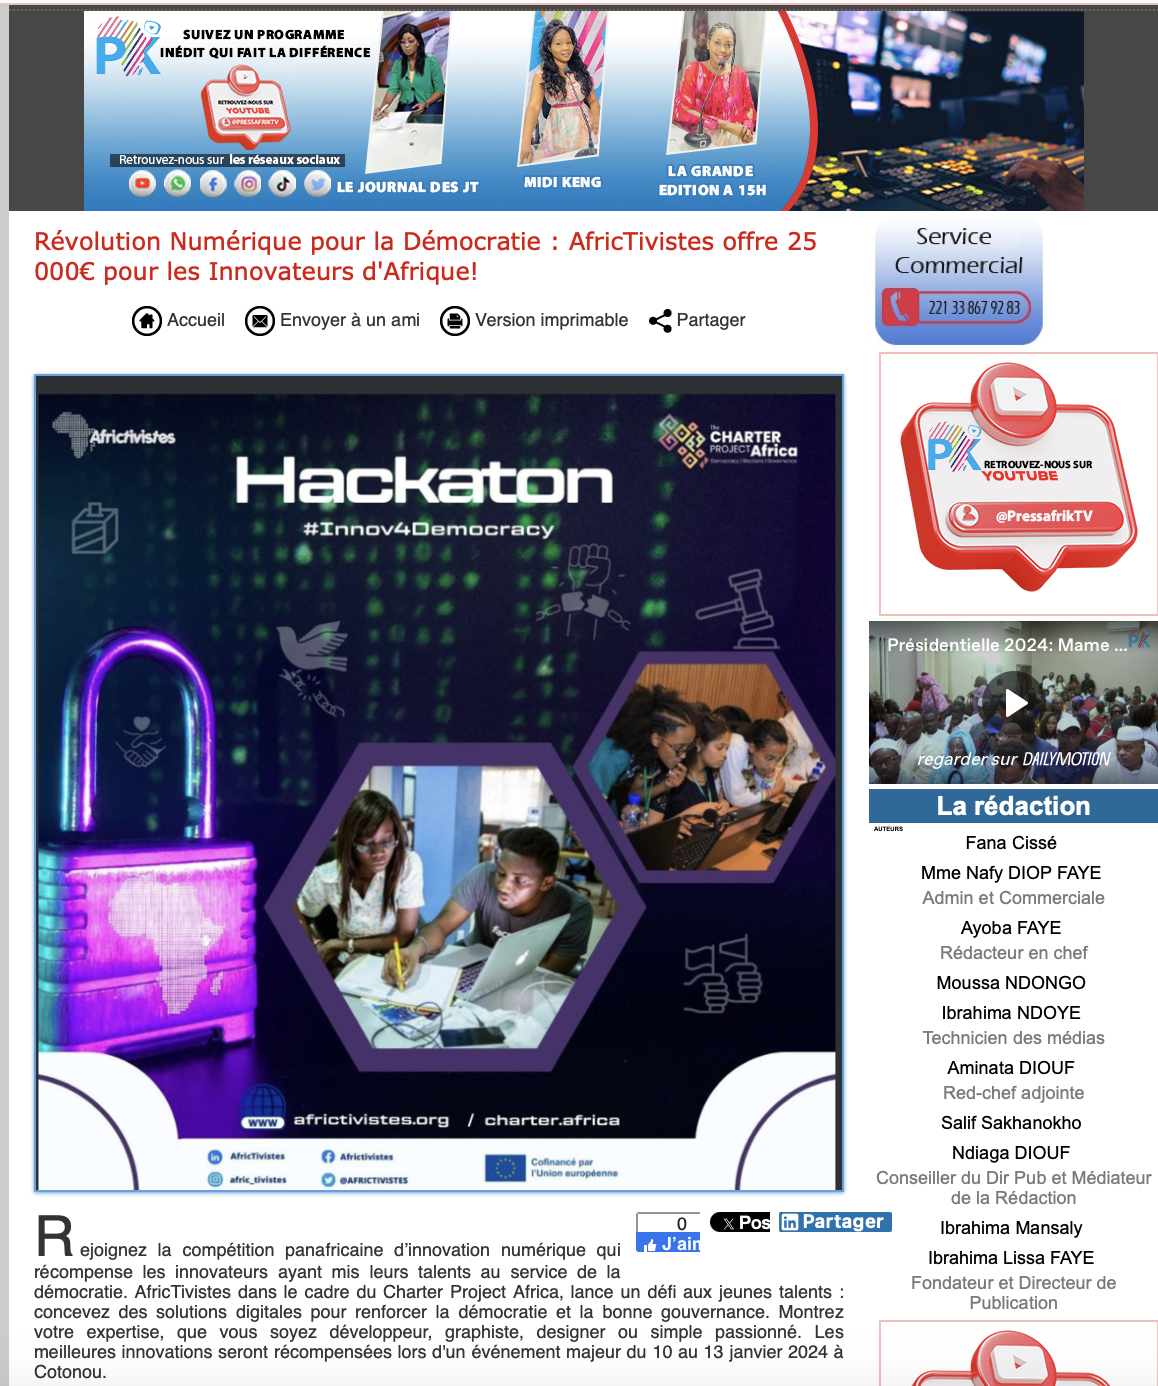 SUIVEZ UN PROGRAMME
INÉDIT QUI FAIT LA DIFFÉRENCE
RETROUVEZ-NOUS SUR
YOUTUBE
@PRESSAFRIKTV
Retrouvez-nous sur les réseaux sociaux
LE JOURNAL DES JT
MIDI KENG
LA GRANDE
EDITION A 15H
Révolution Numérique pour la Démocratie : AfricTivistes offre 25
000€ pour les Innovateurs d'Afrique!
Accueil
Envoyer à un ami
Version imprimable
Partager
Africtivistes
The
CHARTER
PROJECT Africa
Democracy | Elections | Governance
Hackaton
#Innov4Democracy
www
africtivistes.org / charter.africa
AfricTivistes
Africtivistes
afric_tivistes
@AFRICTIVISTES
Cofinancé par
l'Union européenne
0
J'aim
Pos
Partager
Rejoignez la compétition panafricaine d'innovation numérique qui
récompense les innovateurs ayant mis leurs talents au service de la
démocratie. AfricTivistes dans le cadre du Charter Project Africa, lance un défi aux jeunes talents :
concevez des solutions digitales pour renforcer la démocratie et la bonne gouvernance. Montrez
votre expertise, que vous soyez développeur, graphiste, designer ou simple passionné. Les
meilleures innovations seront récompensées lors d'un événement majeur du 10 au 13 janvier 2024 à
Cotonou.
Service
Commercial
221 33 867 92 83
RETROUVEZ-NOUS SUR
YOUTUBE
@PressafrikTV
Présidentielle 2024: Mame ...
regarder sur DAILYMOTION
La rédaction
AUTEURS
Fana Cissé
Mme Nafy DIOP FAYE
Admin et Commerciale
Ayoba FAYE
Rédacteur en chef
Moussa NDONGO
Ibrahima NDOYE
Technicien des médias
Aminata DIOUF
Red-chef adjointe
Salif Sakhanokho
Ndiaga DIOUF
Conseiller du Dir Pub et Médiateur
de la Rédaction
Ibrahima Mansaly
Ibrahima Lissa FAYE
Fondateur et Directeur de
Publication